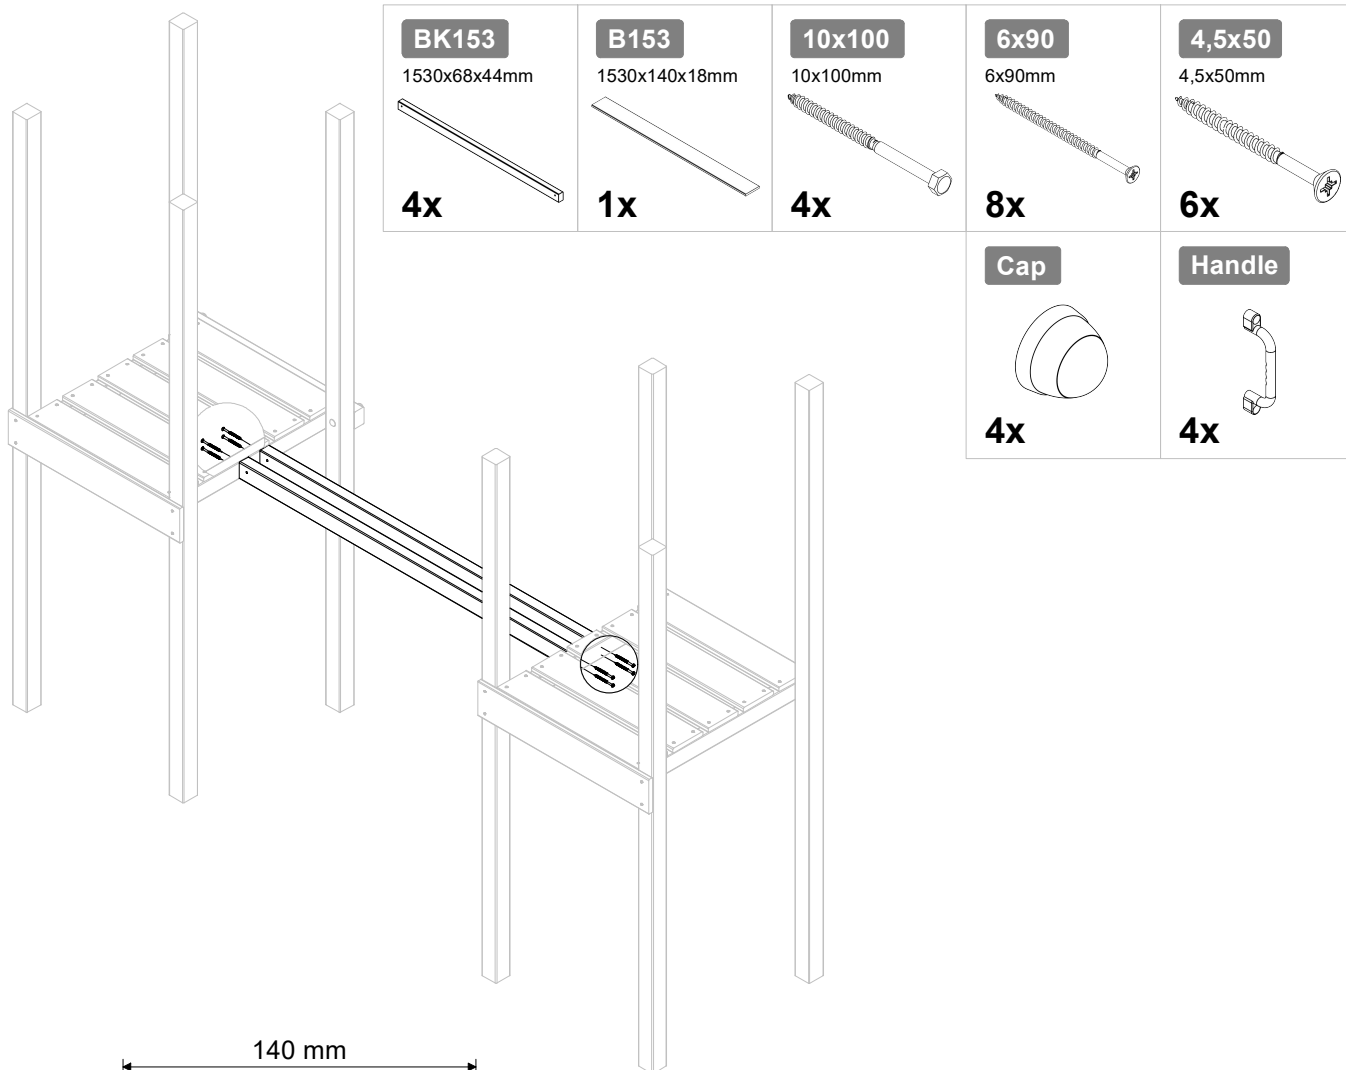 BK153
1530x68x44mm
4x
B153
1530x140x18mm
1x
10x100
10x100mm
4x
6x90
6x90mm
8x
4,5x50
4,5x50mm
6x
Cap
4x
Handle
4x
140 mm